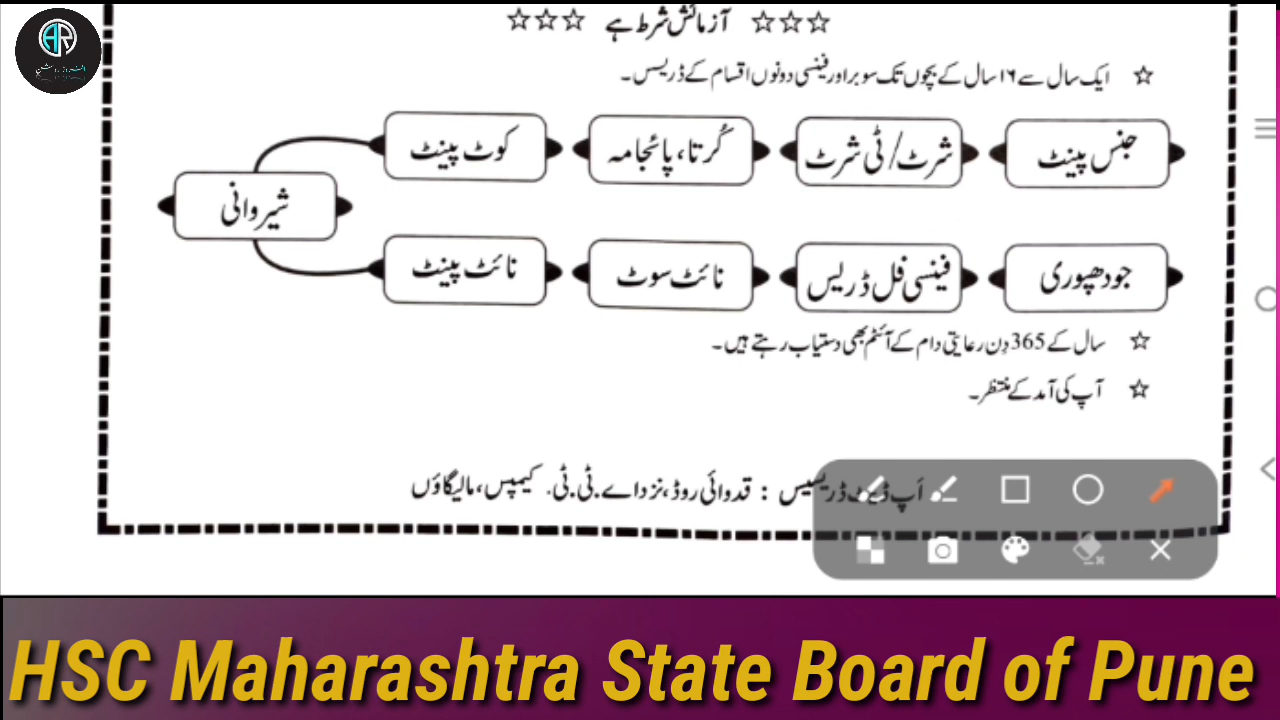 ☆☆☆ آزمائش شرط ہے ☆☆☆
☆ ایک سال سے ۱۶ سال کے بچوں تک سوبر اور فینسی دونوں اقسام کے ڈریس۔
جنس پینٹ
شرٹ/ٹی شرٹ
کُرتا، پائجامہ
کوٹ پینٹ
شیروانی
جودھپوری
فینسی فل ڈریس
نائٹ سوٹ
نائٹ پینٹ
☆ سال کے 365 دِن رعایتی دام کے آئٹم بھی دستیاب رہتے ہیں۔
☆ آپ کی آمد کے منتظر۔
اَپ ڈیٹ ڈریسیس : قدوائی روڈ، نزد اے.ٹی.ٹی. کیمپس، مالیگاؤں
HSC Maharashtra State Board of Pune